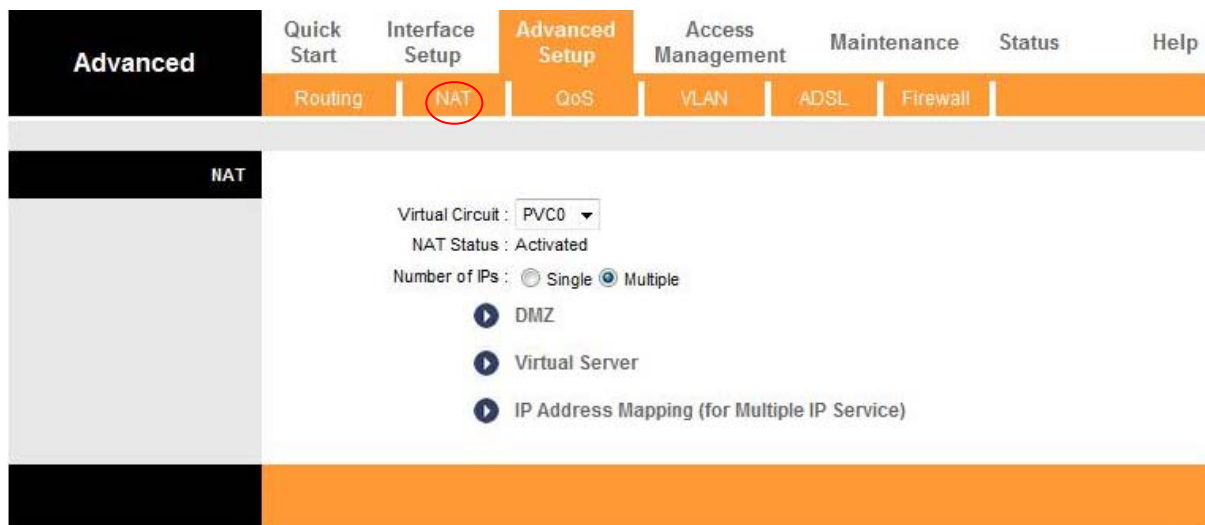 Advanced
Quick Start
Interface Setup
Advanced Setup
Access Management
Maintenance
Status
Help
Routing
NAT
QoS
VLAN
ADSL
Firewall
NAT
Virtual Circuit : PVC0
NAT Status : Activated
Number of IPs : Single Multiple
DMZ
Virtual Server
IP Address Mapping (for Multiple IP Service)